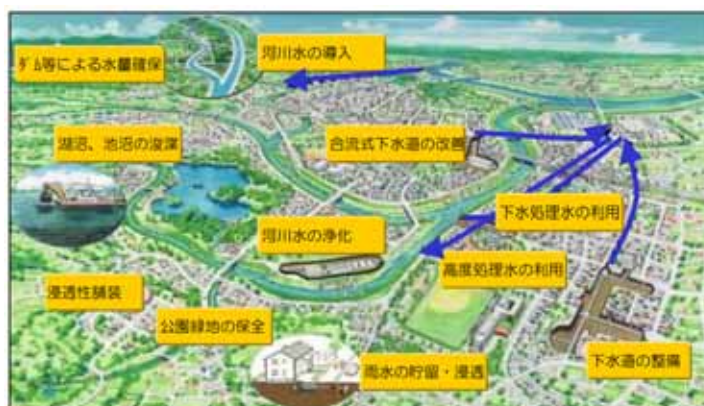 河川水の導入
ダム等による水量確保
湖沼、池沼の浚渫
合流式下水道の改善
下水処理水の利用
河川水の浄化
高度処理水の利用
浸透性舗装
公園緑地の保全
雨水の貯留・浸透
下水道の整備